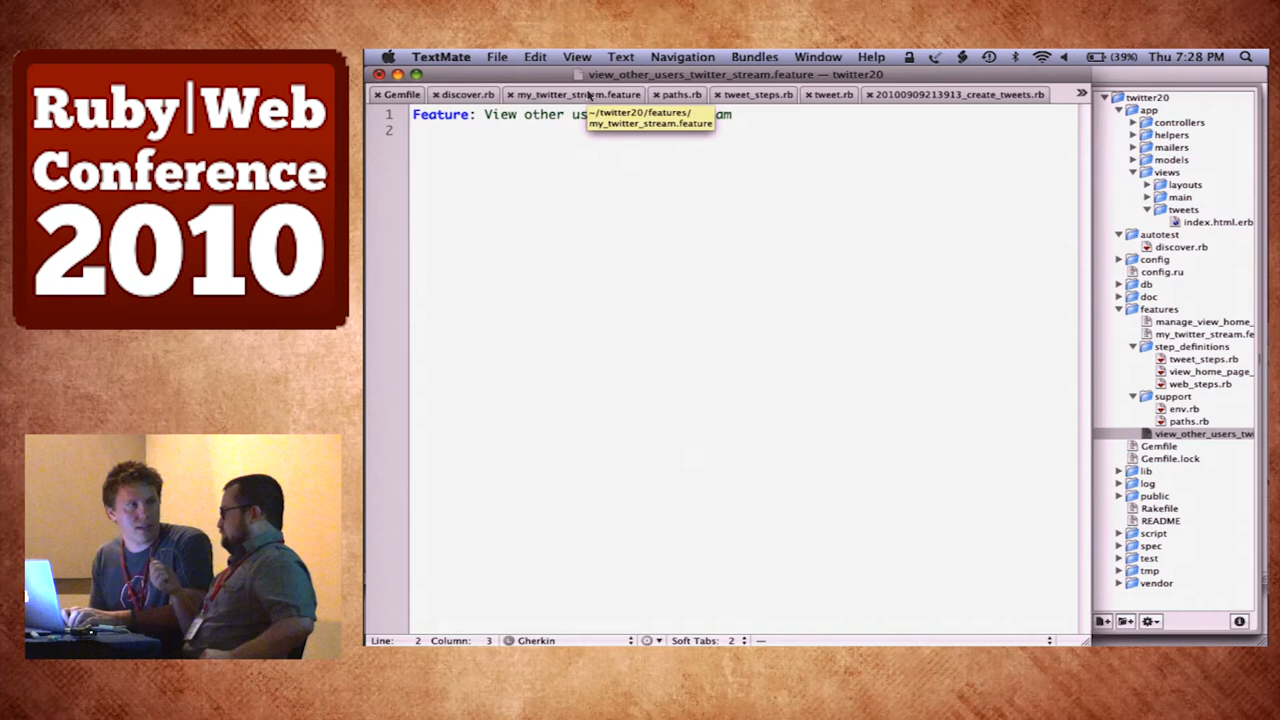 Ruby|Web
Conference
2010
TextMate File Edit View Text Navigation Bundles Window Help (39%) Thu 7:28 PM
view_other_users_twitter_stream.feature — twitter20
Gemfile discover.rb my_twitter_stream.feature paths.rb tweet_steps.rb tweet.rb 20100909213913_create_tweets.rb
1 Feature: View other us am
2
~/twitter20/features/
my_twitter_stream.feature
twitter20
app
controllers
helpers
mailers
models
views
layouts
main
tweets
index.html.erb
autotest
discover.rb
config
config.ru
db
doc
features
manage_view_home_
my_twitter_stream.fe
step_definitions
tweet_steps.rb
view_home_page_
web_steps.rb
support
env.rb
paths.rb
view_other_users_twi
Gemfile
Gemfile.lock
lib
log
public
Rakefile
README
script
spec
test
tmp
vendor
Line: 2 Column: 3 Gherkin Soft Tabs: 2 —